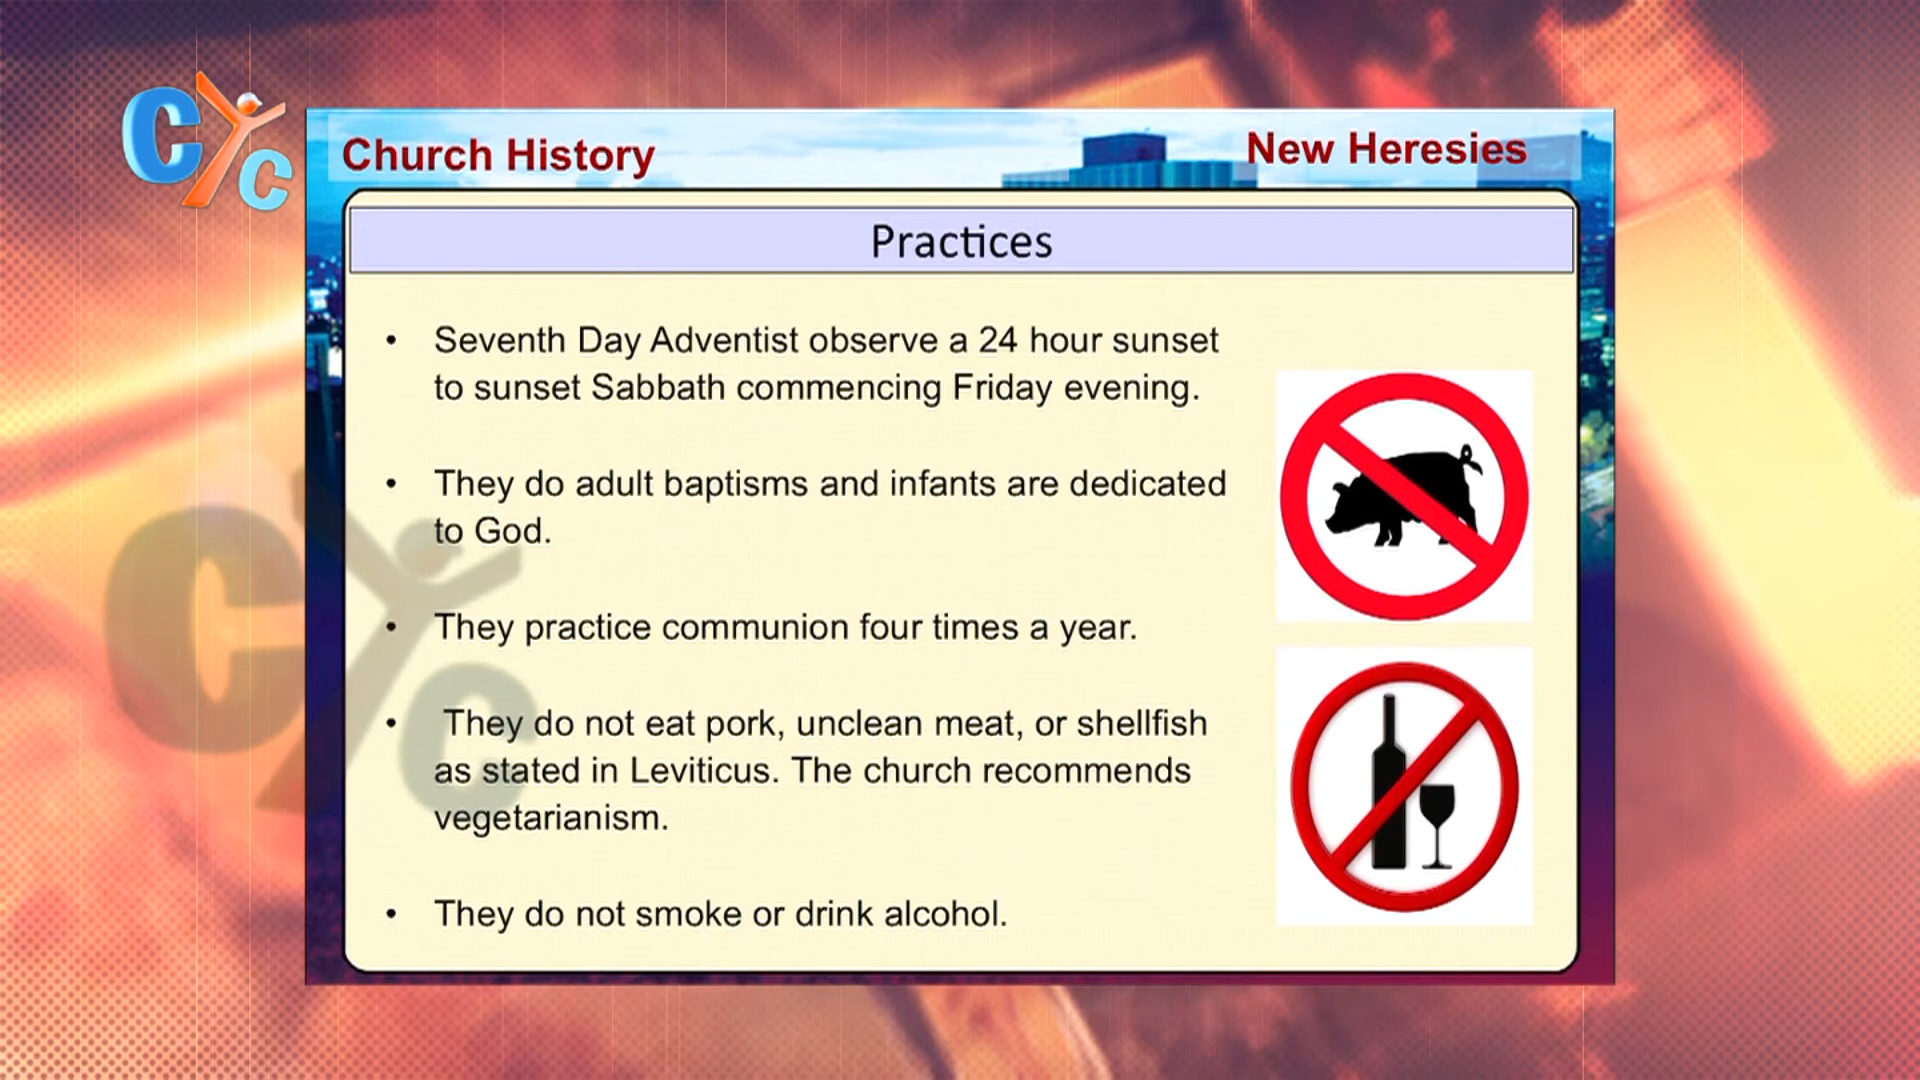 CYC
Church History
New Heresies
Practices
• Seventh Day Adventist observe a 24 hour sunset
to sunset Sabbath commencing Friday evening.
• They do adult baptisms and infants are dedicated
to God.
• They practice communion four times a year.
• They do not eat pork, unclean meat, or shellfish
as stated in Leviticus. The church recommends
vegetarianism.
• They do not smoke or drink alcohol.
CYC